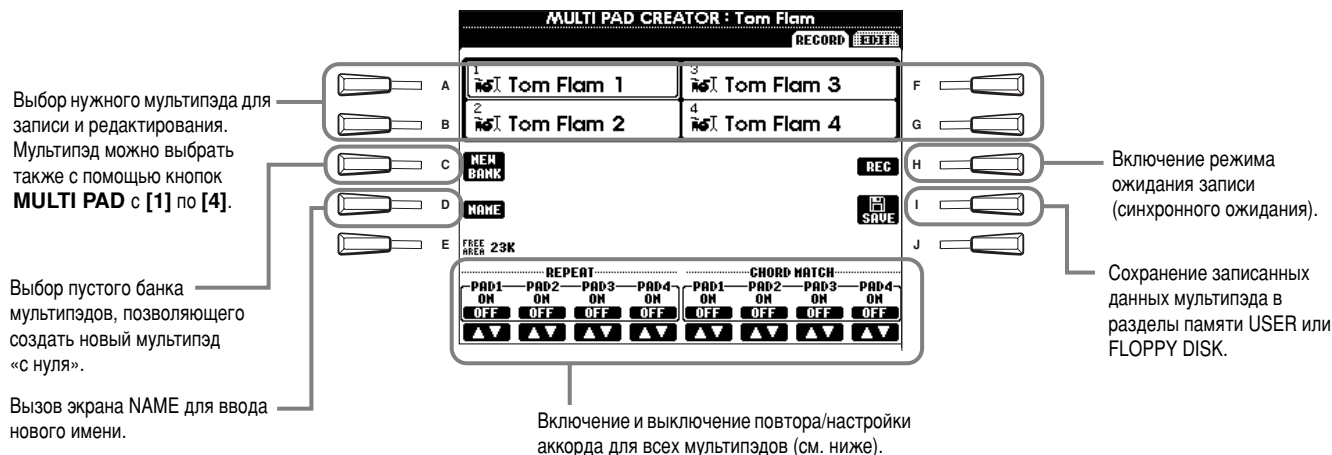 MULTI PAD CREATOR : Tom Flam
RECORD EDIT
1 Tom Flam 1
3 Tom Flam 3
2 Tom Flam 2
4 Tom Flam 4
A
B
C
D
E
F
G
H
I
J
NEW
BANK
REC
NAME
SAVE
FREE
AREA 23K
REPEAT CHORD MATCH
PAD1 PAD2 PAD3 PAD4 PAD1 PAD2 PAD3 PAD4
ON ON ON ON ON ON ON ON
OFF OFF OFF OFF OFF OFF OFF OFF
Выбор нужного мультипэда для
записи и редактирования.
Мультипэд можно выбрать
также с помощью кнопок
MULTI PAD с [1] по [4].
Выбор пустого банка
мультипэдов, позволяющего
создать новый мультипэд
«с нуля».
Вызов экрана NAME для ввода
нового имени.
Включение режима
ожидания записи
(синхронного ожидания).
Сохранение записанных
данных мультипэда в
разделы памяти USER или
FLOPPY DISK.
Включение и выключение повтора/настройки
аккорда для всех мультипэдов (см. ниже).